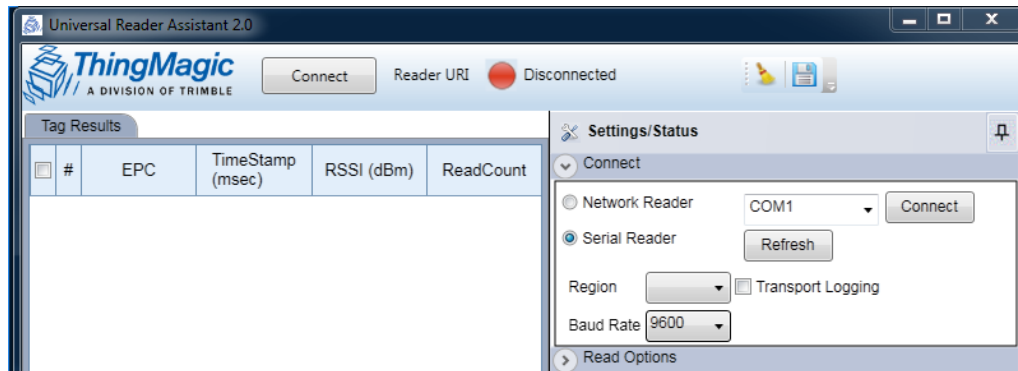 Universal Reader Assistant 2.0
ThingMagic
A DIVISION OF TRIMBLE
Connect Reader URI Disconnected
Tag Results
# EPC TimeStamp (msec) RSSI (dBm) ReadCount
Settings/Status
Connect
Network Reader COM1 Connect
Serial Reader Refresh
Region Transport Logging
Baud Rate 9600
Read Options